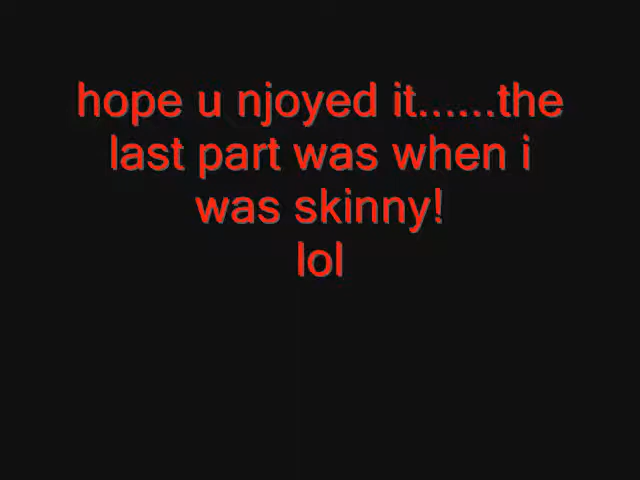 hope u njoyed it......the
last part was when i
was skinny!
lol